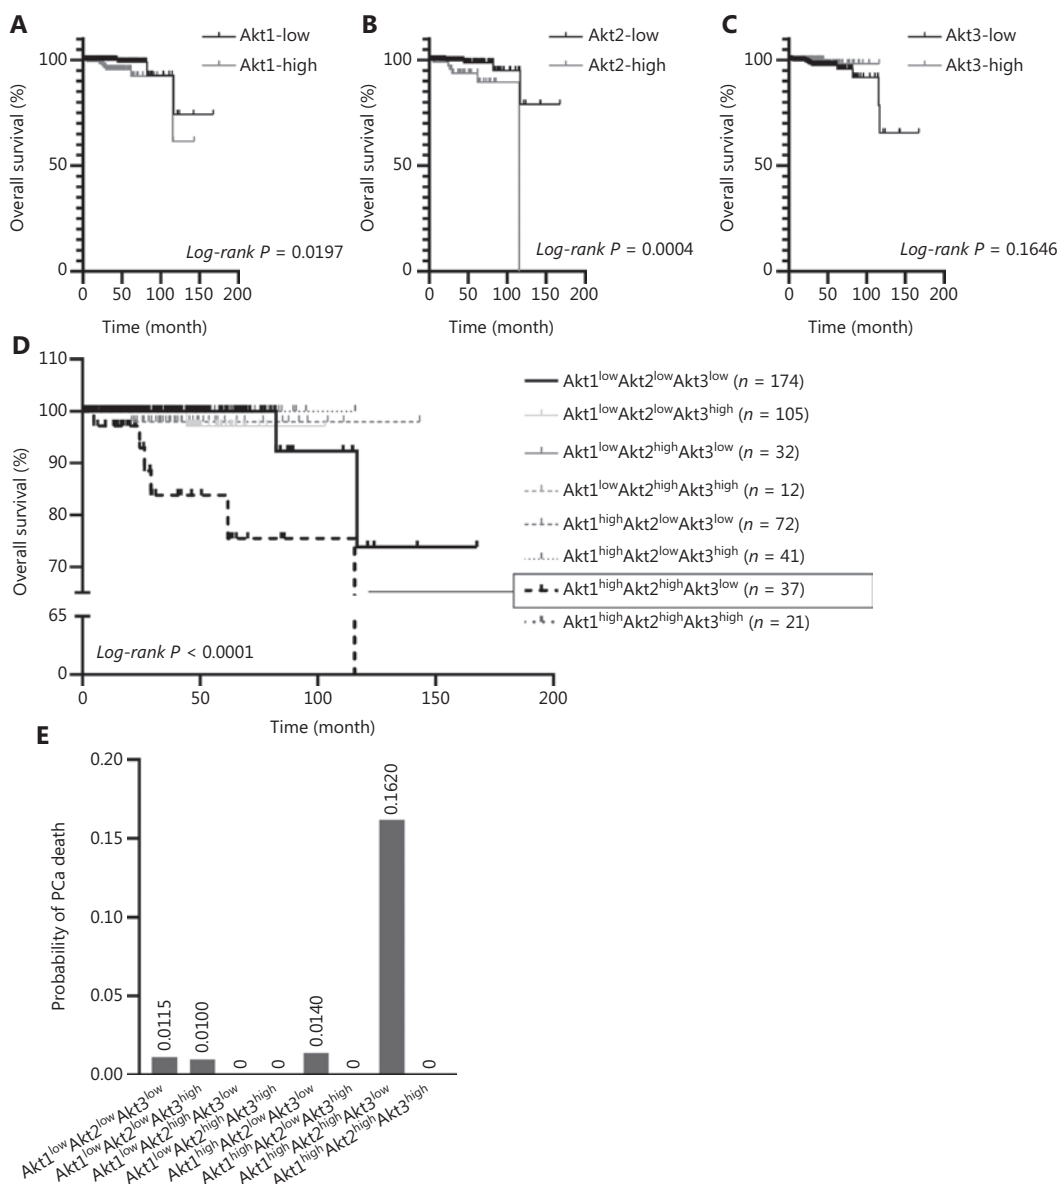 A
Akt1-low
Akt1-high
Overall survival (%)
100
50
0
Log-rank P = 0.0197
0 50 100 150 200
Time (month)
B
Akt2-low
Akt2-high
Overall survival (%)
100
50
0
Log-rank P = 0.0004
0 50 100 150 200
Time (month)
C
Akt3-low
Akt3-high
Overall survival (%)
100
50
0
Log-rank P = 0.1646
0 50 100 150 200
Time (month)
D
Overall survival (%)
110
100
90
80
70
65
0
Log-rank P < 0.0001
0 50 100 150 200
Time (month)
Akt1lowAkt2lowAkt3low (n = 174)
Akt1lowAkt2lowAkt3high (n = 105)
Akt1lowAkt2highAkt3low (n = 32)
Akt1lowAkt2highAkt3high (n = 12)
Akt1highAkt2lowAkt3low (n = 72)
Akt1highAkt2lowAkt3high (n = 41)
Akt1highAkt2highAkt3low (n = 37)
Akt1highAkt2highAkt3high (n = 21)
E
Probability of PCa death
0.20
0.15
0.10
0.05
0.00
0.0115
0.0100
0
0
0.0140
0
0.1620
0
Akt1lowAkt2lowAkt3low
Akt1lowAkt2lowAkt3high
Akt1lowAkt2highAkt3low
Akt1lowAkt2highAkt3high
Akt1highAkt2lowAkt3low
Akt1highAkt2lowAkt3high
Akt1highAkt2highAkt3low
Akt1highAkt2highAkt3high